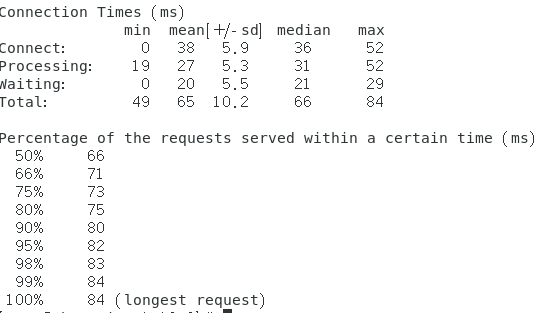 Connection Times (ms)
min mean[+/-sd] median max
Connect: 0 38 5.9 36 52
Processing: 19 27 5.3 31 52
Waiting: 0 20 5.5 21 29
Total: 49 65 10.2 66 84
Percentage of the requests served within a certain time (ms)
50% 66
66% 71
75% 73
80% 75
90% 80
95% 82
98% 83
99% 84
100% 84 (longest request)